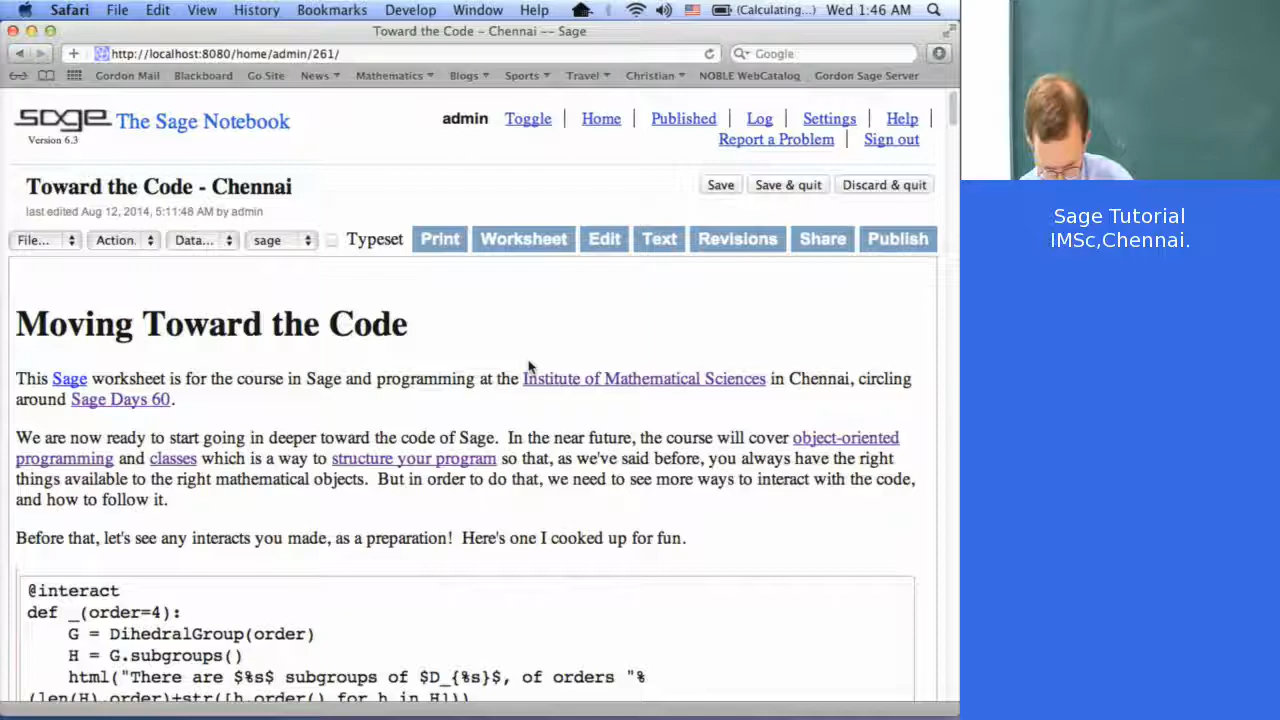 Safari File Edit View History Bookmarks Develop Window Help (Calculating...) Wed 1:46 AM
Toward the Code - Chennai -- Sage
http://localhost:8080/home/admin/261/ Google
Gordon Mail Blackboard Go Site News Mathematics Blogs Sports Travel Christian NOBLE WebCatalog Gordon Sage Server
sage The Sage Notebook
Version 6.3
admin Toggle | Home | Published | Log | Settings | Help |
Report a Problem | Sign out
Toward the Code - Chennai
Save Save & quit Discard & quit
last edited Aug 12, 2014, 5:11:48 AM by admin
File... Action. Data... sage Typeset Print Worksheet Edit Text Revisions Share Publish
Moving Toward the Code
This Sage worksheet is for the course in Sage and programming at the Institute of Mathematical Sciences in Chennai, circling
around Sage Days 60.
We are now ready to start going in deeper toward the code of Sage. In the near future, the course will cover object-oriented
programming and classes which is a way to structure your program so that, as we've said before, you always have the right
things available to the right mathematical objects. But in order to do that, we need to see more ways to interact with the code,
and how to follow it.
Before that, let's see any interacts you made, as a preparation! Here's one I cooked up for fun.
@interact
def _(order=4):
G = DihedralGroup(order)
H = G.subgroups()
html("There are $%s$ subgroups of $D_{%s}$, of orders "%
(len(H),order)+str([h.order() for h in H]))
Sage Tutorial
IMSc,Chennai.